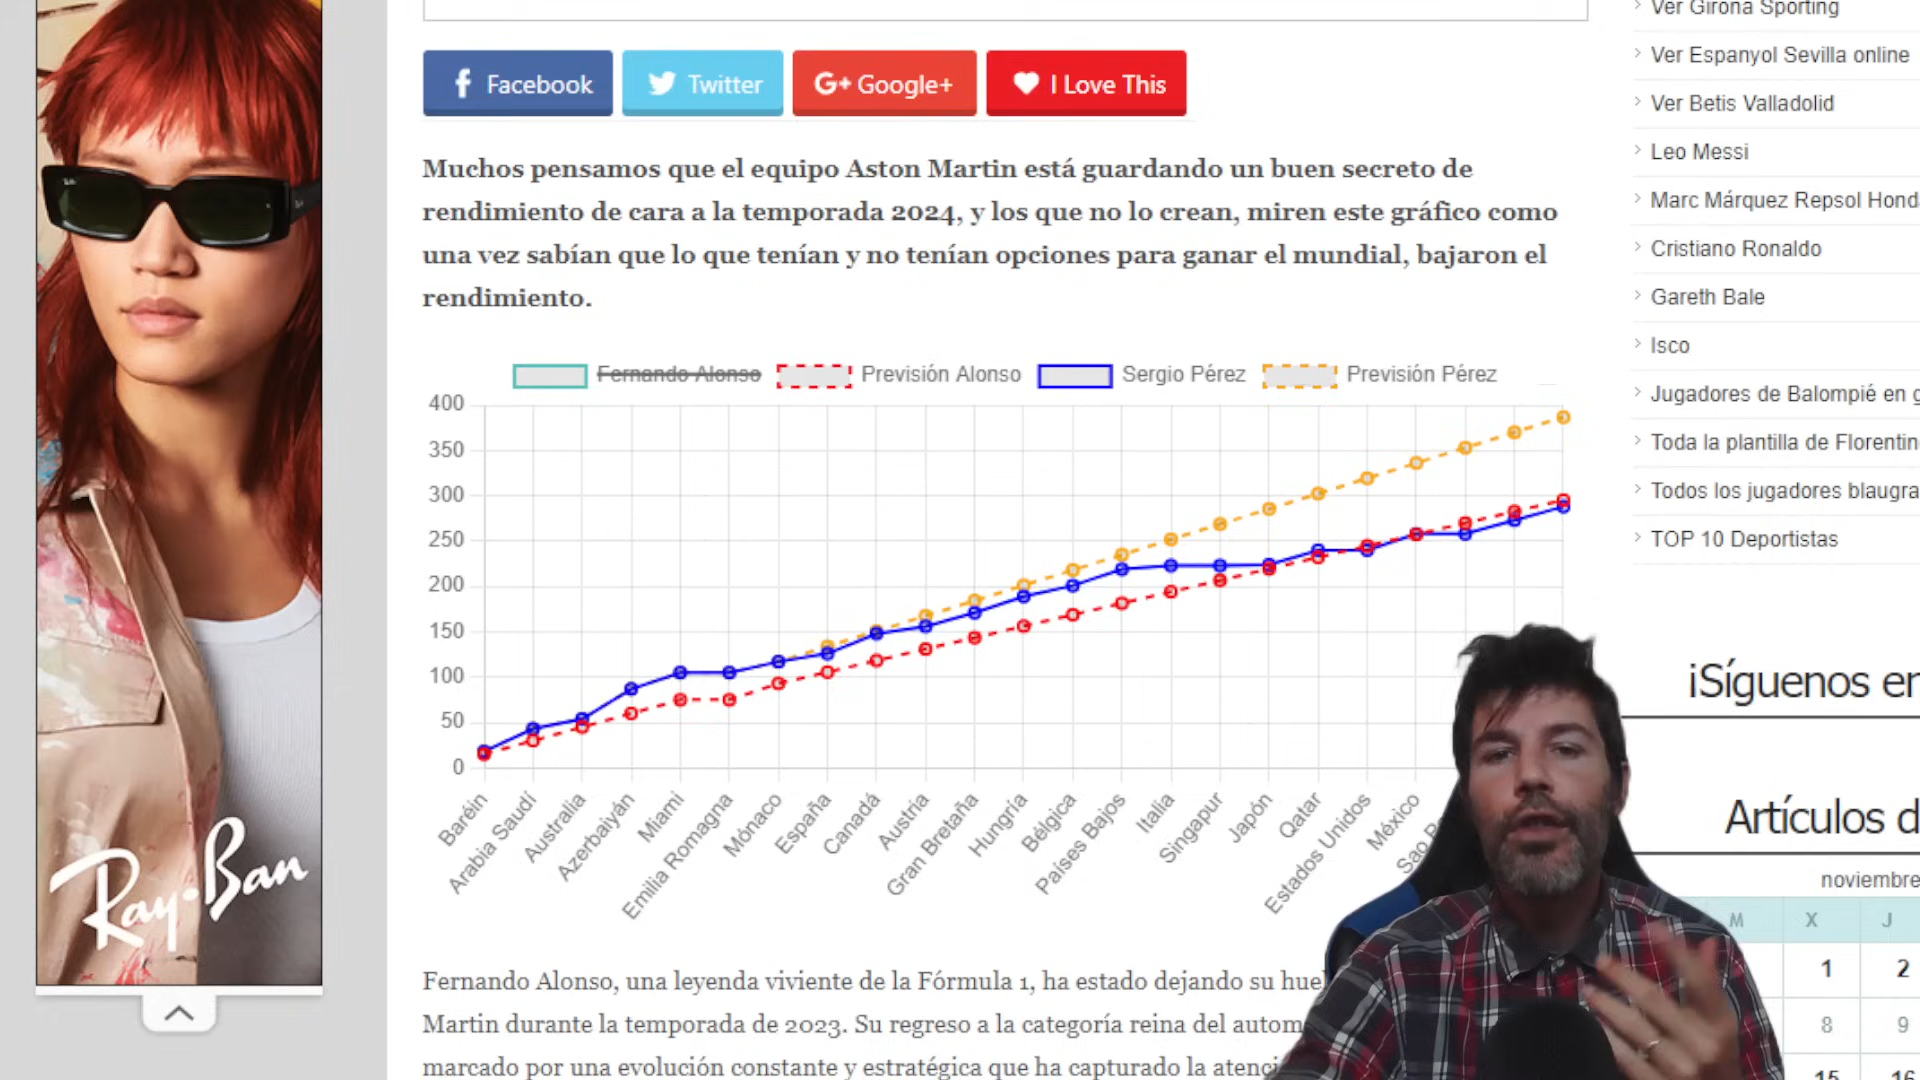 Ver Girona Sporting
Facebook
Twitter
G+ Google+
I Love This
Ver Espanyol Sevilla online
Ver Betis Valladolid
Leo Messi
Marc Márquez Repsol Hond
Cristiano Ronaldo
Gareth Bale
Isco
Jugadores de Balompié en g
Toda la plantilla de Florentin
Todos los jugadores blaugra
TOP 10 Deportistas
Muchos pensamos que el equipo Aston Martin está guardando un buen secreto de
rendimiento de cara a la temporada 2024, y los que no lo crean, miren este gráfico como
una vez sabían que lo que tenían y no tenían opciones para ganar el mundial, bajaron el
rendimiento.
Fernando Alonso Previsión Alonso Sergio Pérez Previsión Pérez
400
350
300
250
200
150
100
50
0
Baréin
Arabia Saudí
Australia
Azerbaiyán
Miami
Emilia Romagna
Mónaco
España
Canadá
Austria
Gran Bretaña
Hungría
Bélgica
Países Bajos
Italia
Singapur
Japón
Qatar
Estados Unidos
México
Sao P
¡Síguenos en
Artículos d
noviembre
M X J
1 2
8 9
15 16
Ray-Ban
Fernando Alonso, una leyenda viviente de la Fórmula 1, ha estado dejando su huel
Martin durante la temporada de 2023. Su regreso a la categoría reina del autom
marcado por una evolución constante y estratégica que ha capturado la atenci